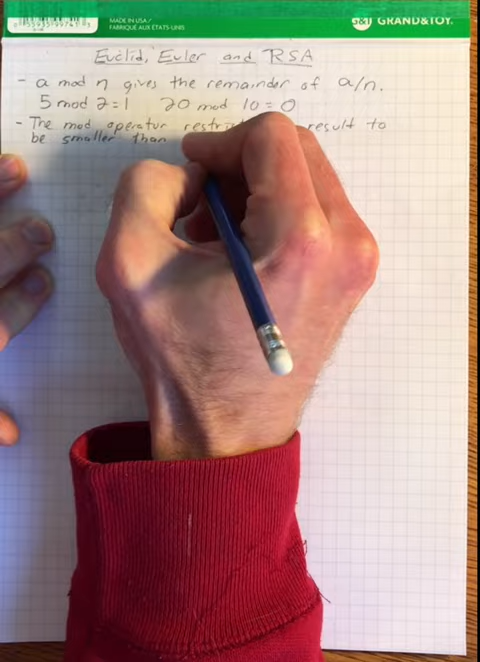 MADE IN USA /
FABRIQUÉ AUX ÉTATS-UNIS
G&T GRAND&TOY.
Euclid, Euler and RSA
- a mod n gives the remainder of a/n.
5 mod 2=1 20 mod 10=0
- The mod operator result to
be smaller than